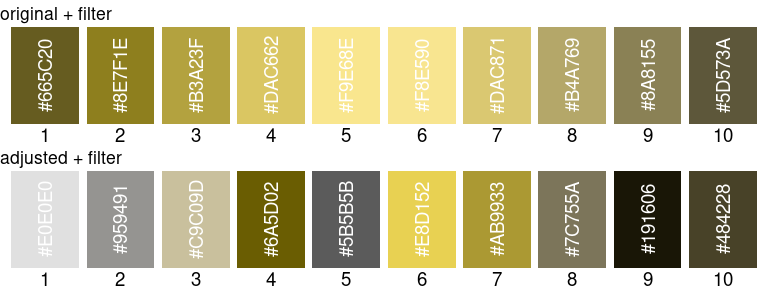 original + filter
#665C20 #8E7F1E #B3A23F #DAC662 #F9E68E #F8E590 #DAC871 #B4A769 #8A8155 #5D573A
1 2 3 4 5 6 7 8 9 10
adjusted + filter
#E0E0E0 #959491 #C9C09D #6A5D02 #5B5B5B #E8D152 #AB9933 #7C755A #191606 #484228
1 2 3 4 5 6 7 8 9 10